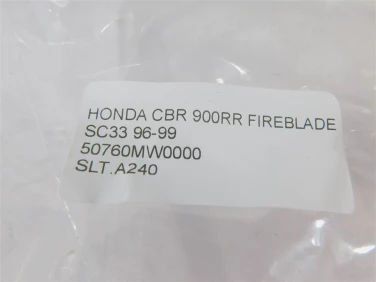 HONDA CBR 900RR FIREBLADE
SC33 96-99
50760MW0000
SLT.A240